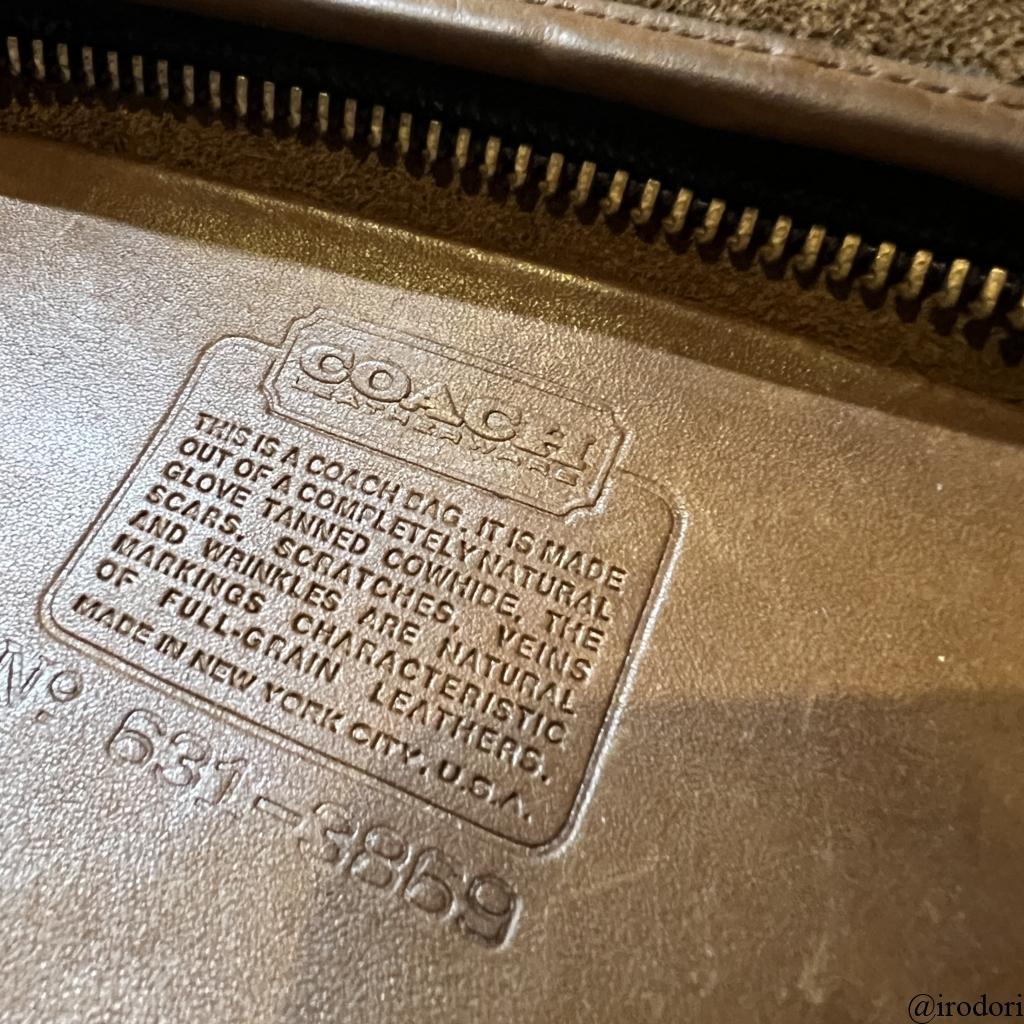 COACH
LEATHERWARE
THIS IS A COACH BAG. IT IS MADE
OUT OF A COMPLETELY NATURAL
GLOVE TANNED COWHIDE, THE
SCARS, SCRATCHES, VEINS
AND WRINKLES ARE NATURAL
MARKINGS CHARACTERISTIC
OF FULL-GRAIN LEATHERS.
MADE IN NEW YORK CITY, U.S.A.
Nº 631-3869
@irodori